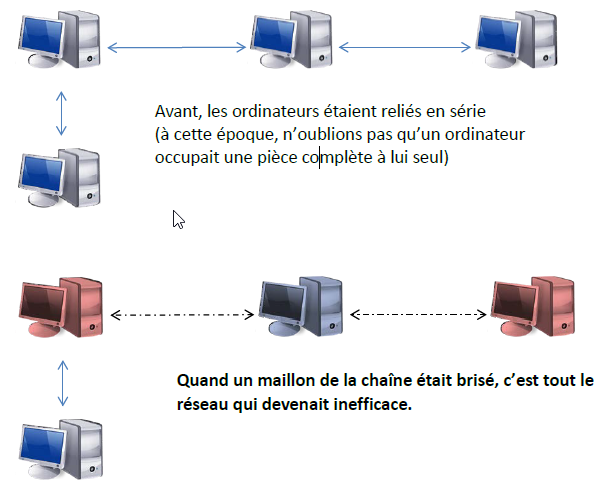 Avant, les ordinateurs étaient reliés en série
(à cette époque, n’oublions pas qu’un ordinateur
occupait une pièce complète à lui seul)
Quand un maillon de la chaîne était brisé, c’est tout le
réseau qui devenait inefficace.